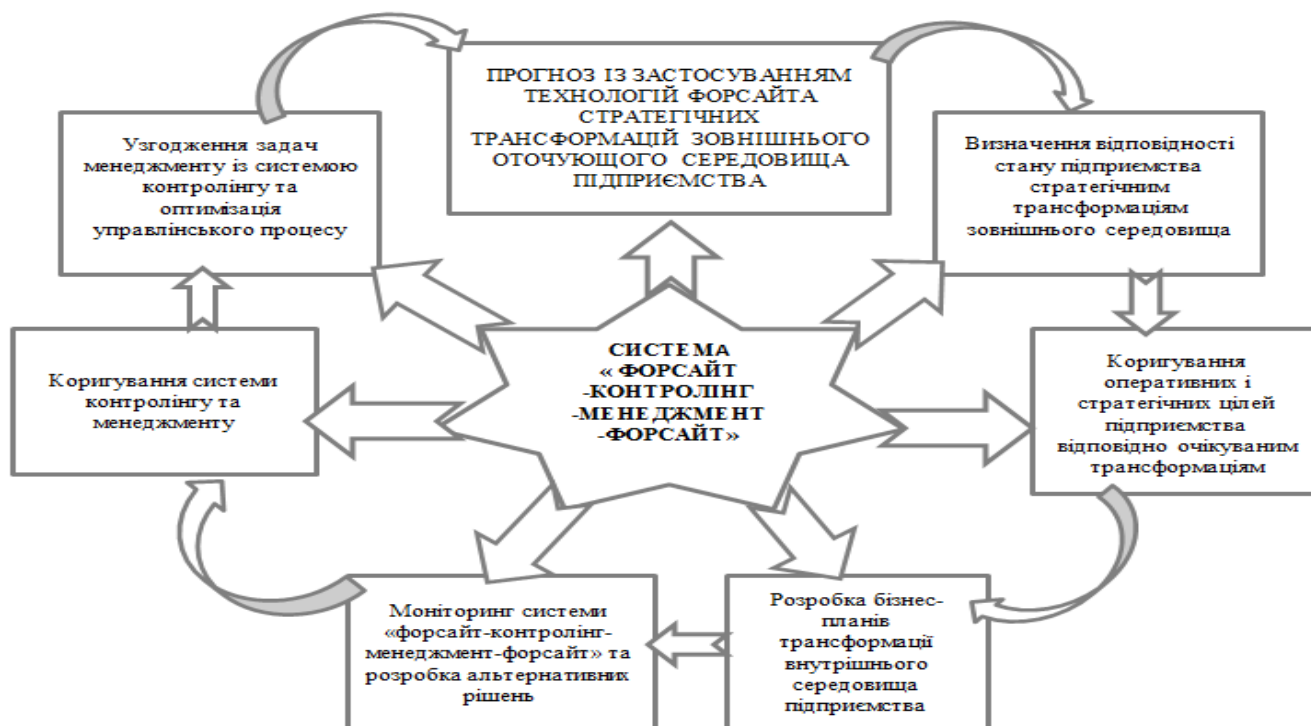 ПРОГНОЗ ІЗ ЗАСТОСУВАННЯМ
ТЕХНОЛОГІЙ ФОРСАЙТА
СТРАТЕГІЧНИХ
ТРАНСФОРМАЦІЙ ЗОВНІШНЬОГО
ОТОЧУЮЩОГО СЕРЕДОВИЩА
ПІДПРИЄМСТВА
Узгодження задач
менеджменту із системою
контролінгу та
оптимізація
управлінського процесу
Визначення відповідності
стану підприємства
стратегічним
трансформаціям
зовнішнього середовища
Коригування системи
контролінгу та
менеджменту
СИСТЕМА
« ФОРСАЙТ
-КОНТРОЛІНГ
-МЕНЕДЖМЕНТ
-ФОРСАЙТ»
Коригування
оперативних і
стратегічних цілей
підприємства
відповідно очікуваним
трансформаціям
Моніторинг системи
«форсайт-контролінг-
менеджмент-форсайт» та
розробка альтернативних
рішень
Розробка бізнес-
планів
трансформації
внутрішнього
середовища
підприємства